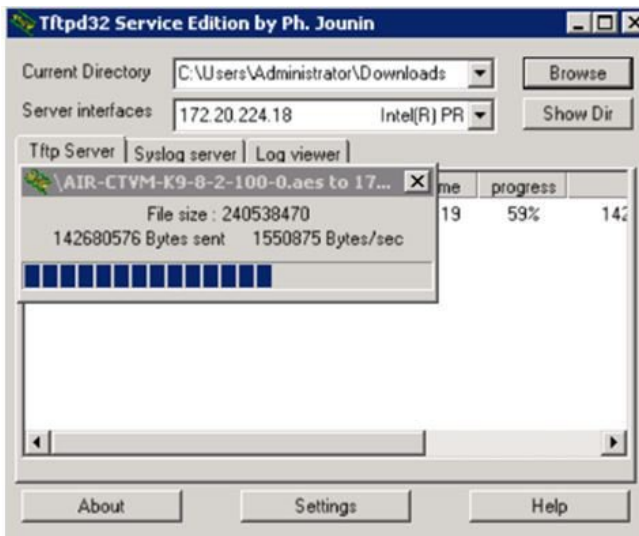 Tftpd32 Service Edition by Ph. Jounin
Current Directory C:\Users\Administrator\Downloads Browse
Server interfaces 172.20.224.18 Intel(R) PR Show Dir
Tftp Server Syslog server Log viewer
\AIR-CTVM-K9-8-2-100-0.aes to 17... me progress
File size : 240538470 19 59% 142
142680576 Bytes sent 1550875 Bytes/sec
About Settings Help